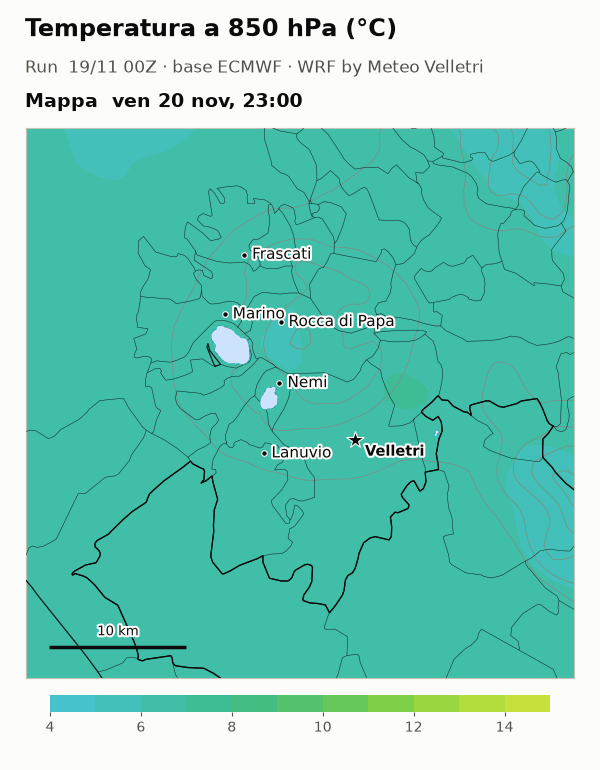 Temperatura a 850 hPa (°C)
Run  19/11 00Z · base ECMWF · WRF by Meteo Velletri
Mappa  ven 20 nov, 23:00
Frascati
Marino
Rocca di Papa
Nemi
Velletri
Lanuvio
10 km
4 6 8 10 12 14